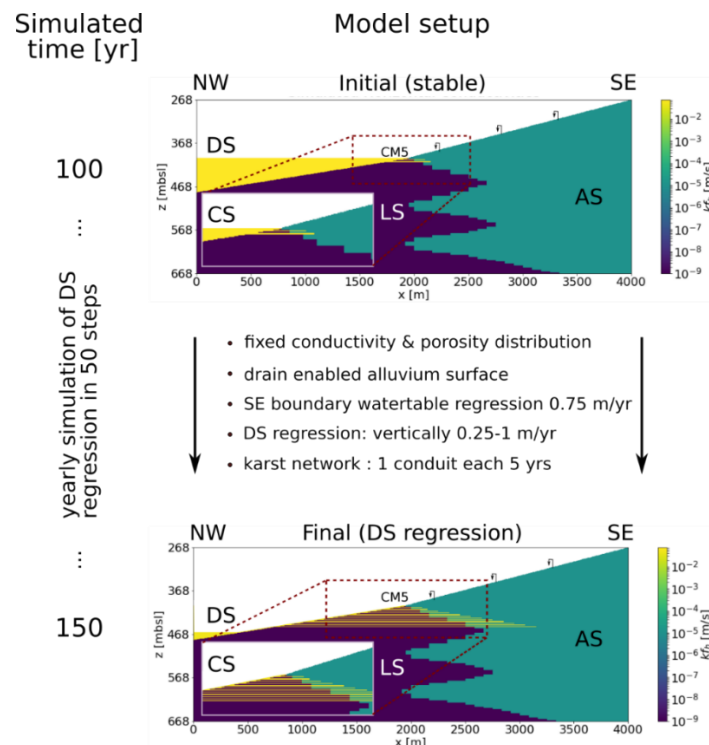 Simulated
time [yr]
Model setup
NW
Initial (stable)
SE
268
368
468
568
668
z [mbsl]
DS
CM5
CS
LS
AS
0
500
1000
1500
2000
2500
3000
3500
4000
x [m]
10⁻²
10⁻³
10⁻⁴
10⁻⁵
10⁻⁶
10⁻⁷
10⁻⁸
10⁻⁹
kfₕ [m/s]
100
...
yearly simulation of DS
regression in 50 steps
...
150
• fixed conductivity & porosity distribution
• drain enabled alluvium surface
• SE boundary watertable regression 0.75 m/yr
• DS regression: vertically 0.25-1 m/yr
• karst network : 1 conduit each 5 yrs
NW
Final (DS regression)
SE
268
368
468
568
668
z [mbsl]
DS
CM5
CS
LS
AS
0
500
1000
1500
2000
2500
3000
3500
4000
x [m]
10⁻²
10⁻³
10⁻⁴
10⁻⁵
10⁻⁶
10⁻⁷
10⁻⁸
10⁻⁹
kfₕ [m/s]